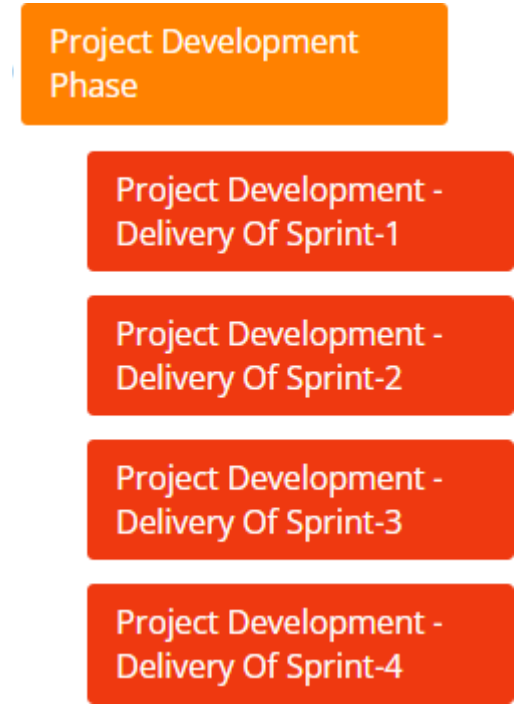 Project Development
Phase
Project Development -
Delivery Of Sprint-1
Project Development -
Delivery Of Sprint-2
Project Development -
Delivery Of Sprint-3
Project Development -
Delivery Of Sprint-4